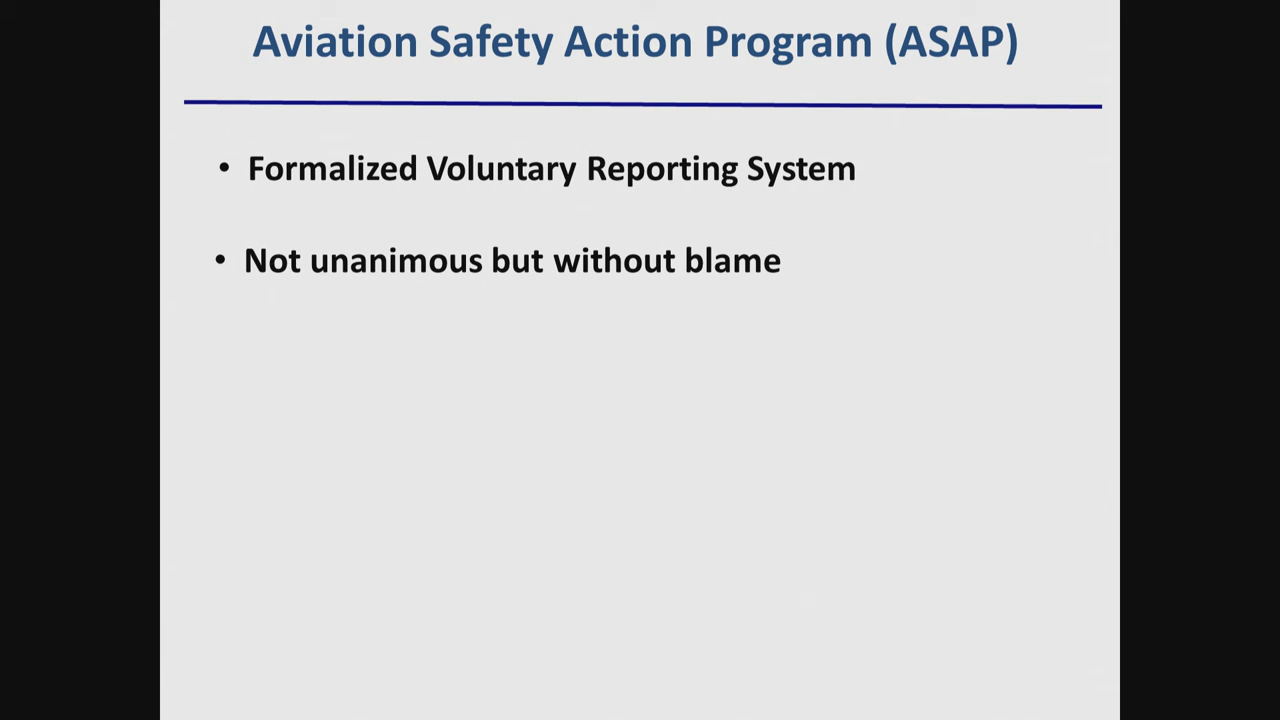 Aviation Safety Action Program (ASAP)
• Formalized Voluntary Reporting System
• Not unanimous but without blame